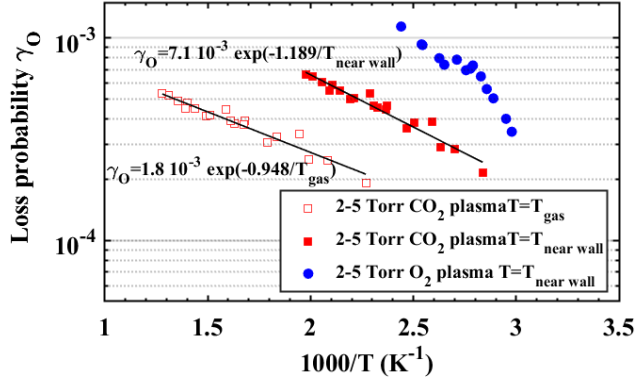 10⁻³
γO=7.1 10⁻³ exp(-1.189/Tnear wall)
Loss probability γO
γO=1.8 10⁻³ exp(-0.948/Tgas)
2-5 Torr CO2 plasmaT=Tgas
2-5 Torr CO2 plasmaT=Tnear wall
2-5 Torr O2 plasma T=Tnear wall
10⁻⁴
1 1.5 2 2.5 3 3.5
1000/T (K⁻¹)